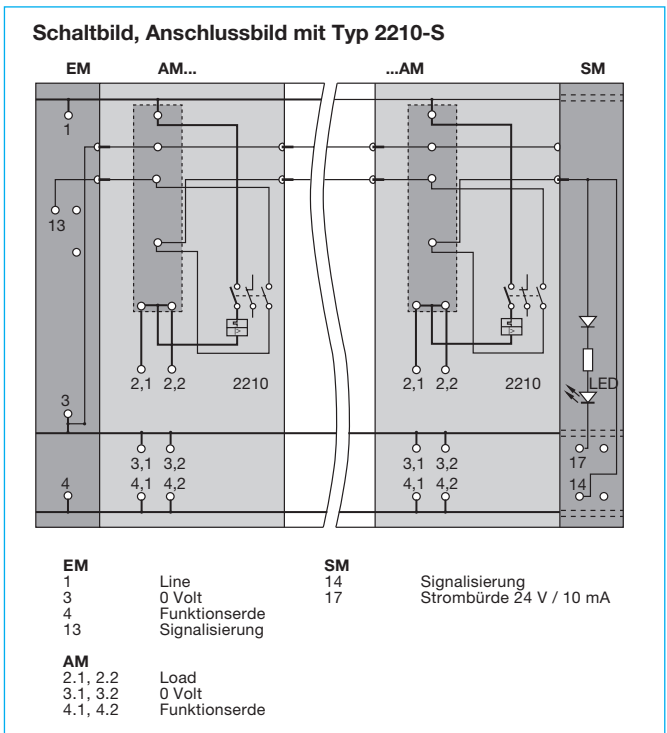 Schaltbild, Anschlussbild mit Typ 2210-S
EM AM... ...AM SM
1
13
2,1 2,2 2210 2,1 2,2 2210 LED
3
3,1 3,2 3,1 3,2 17
4 4,1 4,2 4,1 4,2 14
EM
1 Line
3 0 Volt
4 Funktionserde
13 Signalisierung
AM
2.1, 2.2 Load
3.1, 3.2 0 Volt
4.1, 4.2 Funktionserde
SM
14 Signalisierung
17 Strombürde 24 V / 10 mA